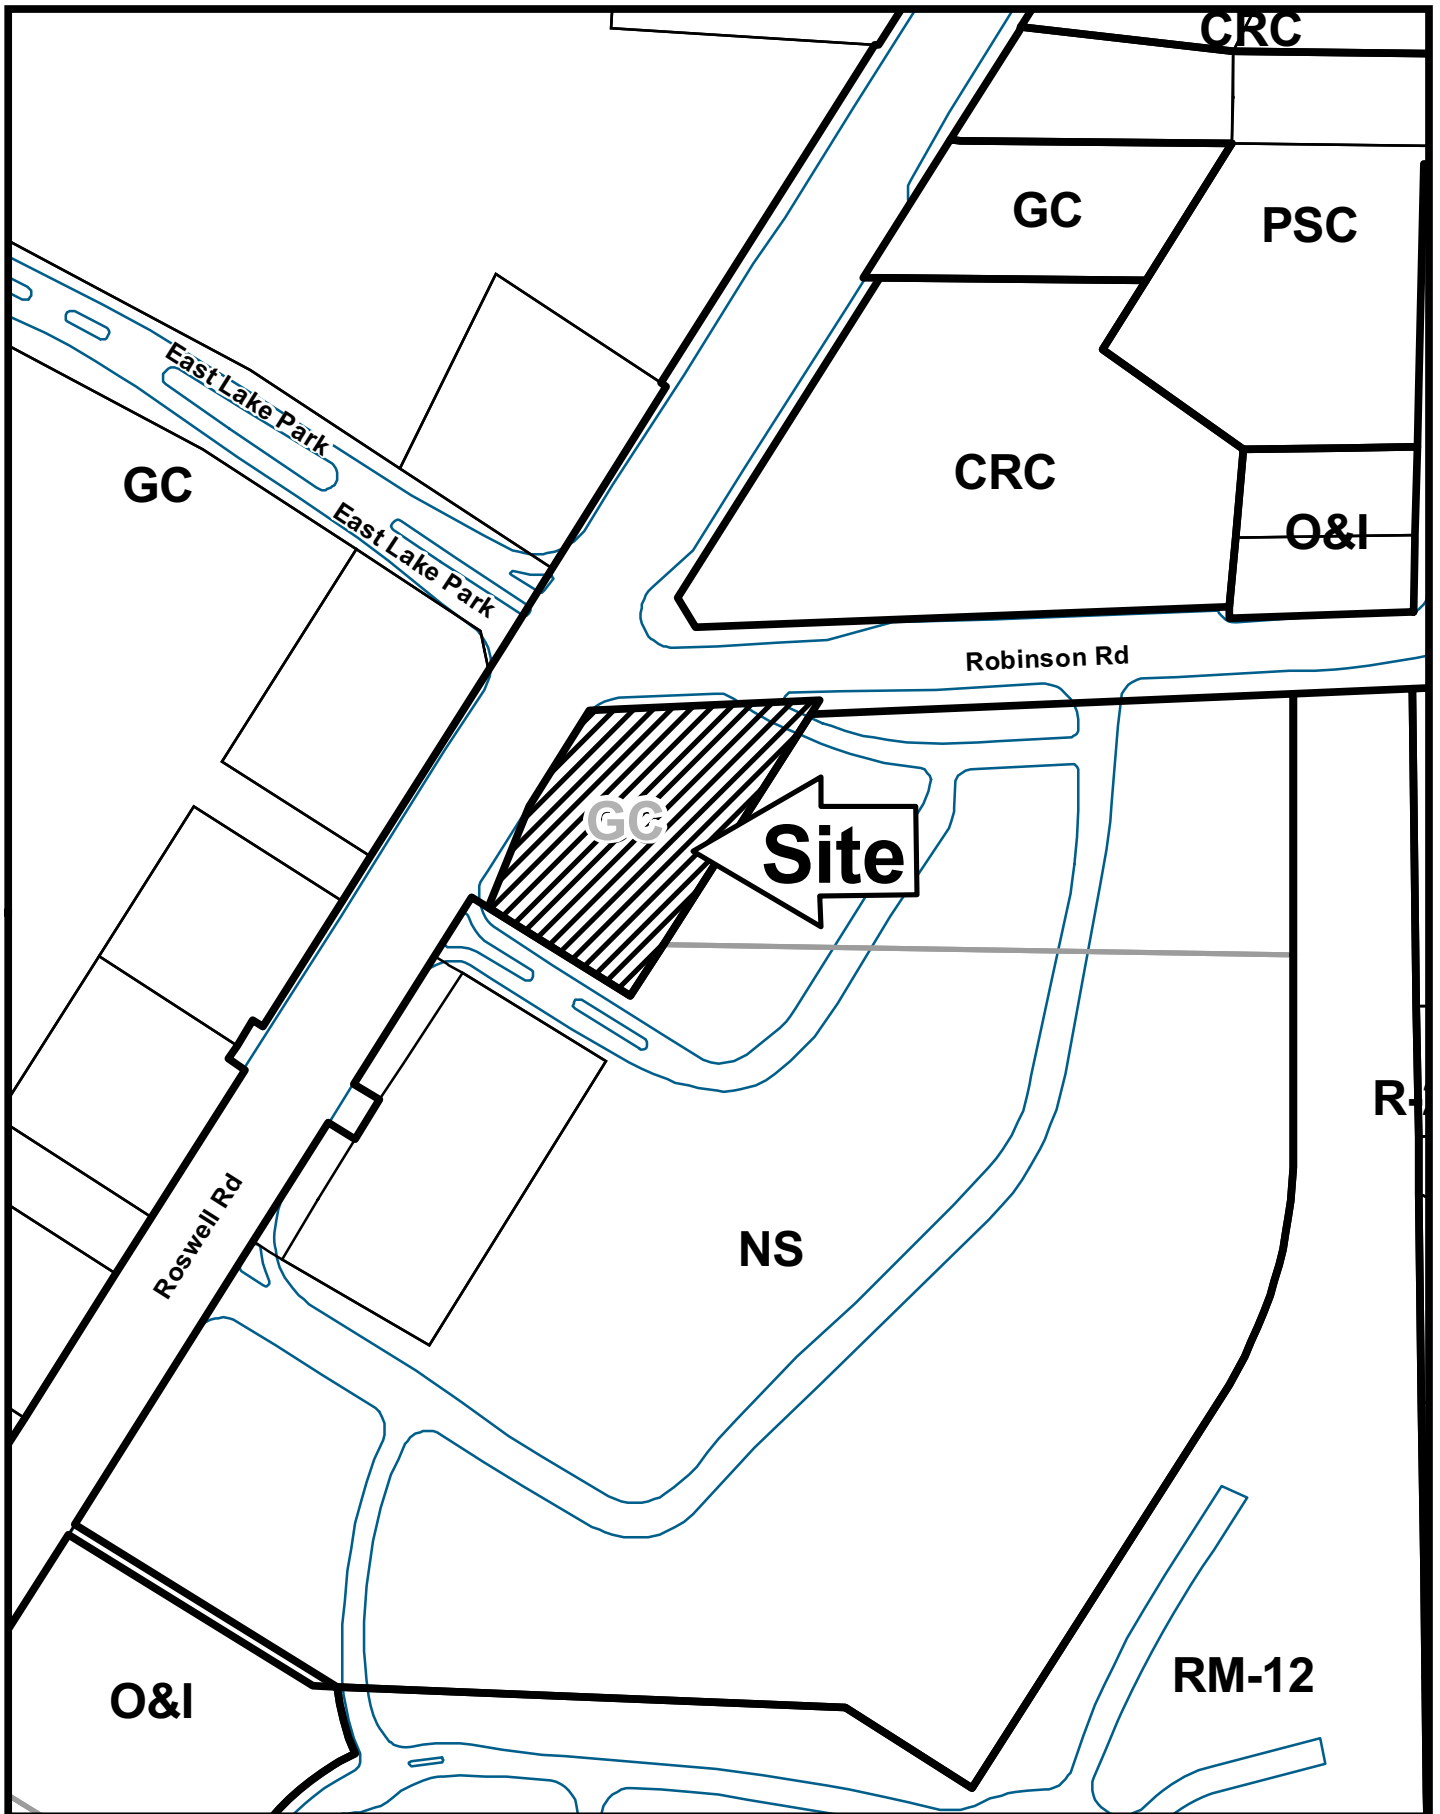 CRC
GC
PSC
East Lake Park
GC
CRC
East Lake Park
O&I
Robinson Rd
GC
Site
R-
Roswell Rd
NS
RM-12
O&I